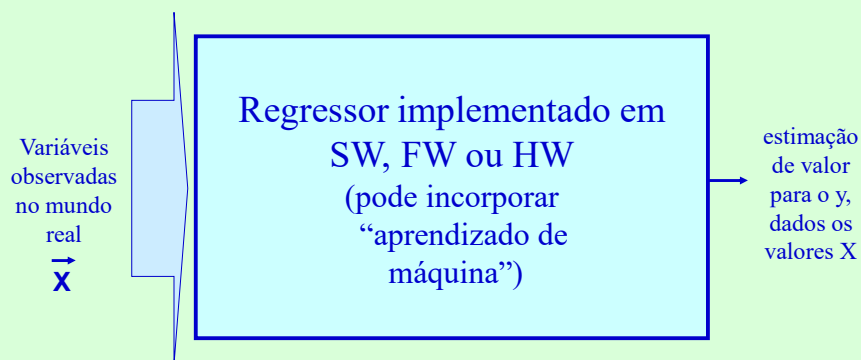 Variáveis
observadas
no mundo
real
X
Regressor implementado em
SW, FW ou HW
(pode incorporar
“aprendizado de
máquina”)
estimação
de valor
para o y,
dados os
valores X